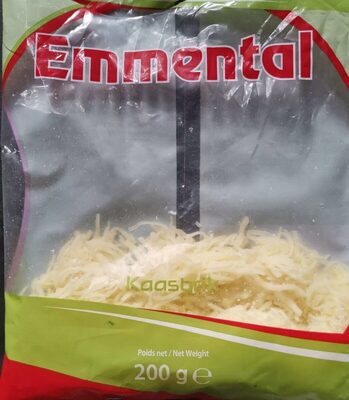 Emmental
Kaasbrik
Poids net / Net Weight
200 g ℮